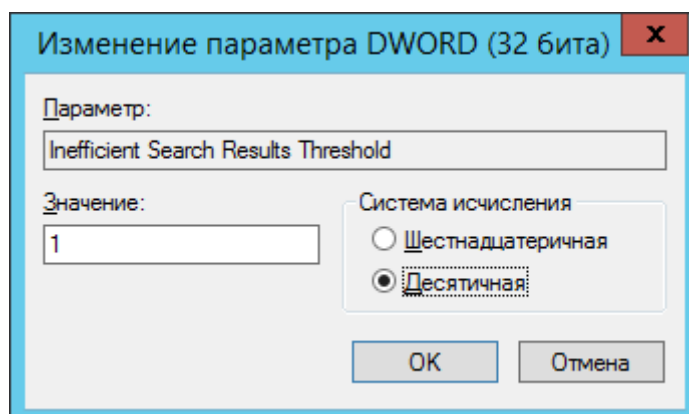 Изменение параметра DWORD (32 бита)
x
Параметр:
Inefficient Search Results Threshold
Значение:
1
Система исчисления
Шестнадцатеричная
Десятичная
OK
Отмена